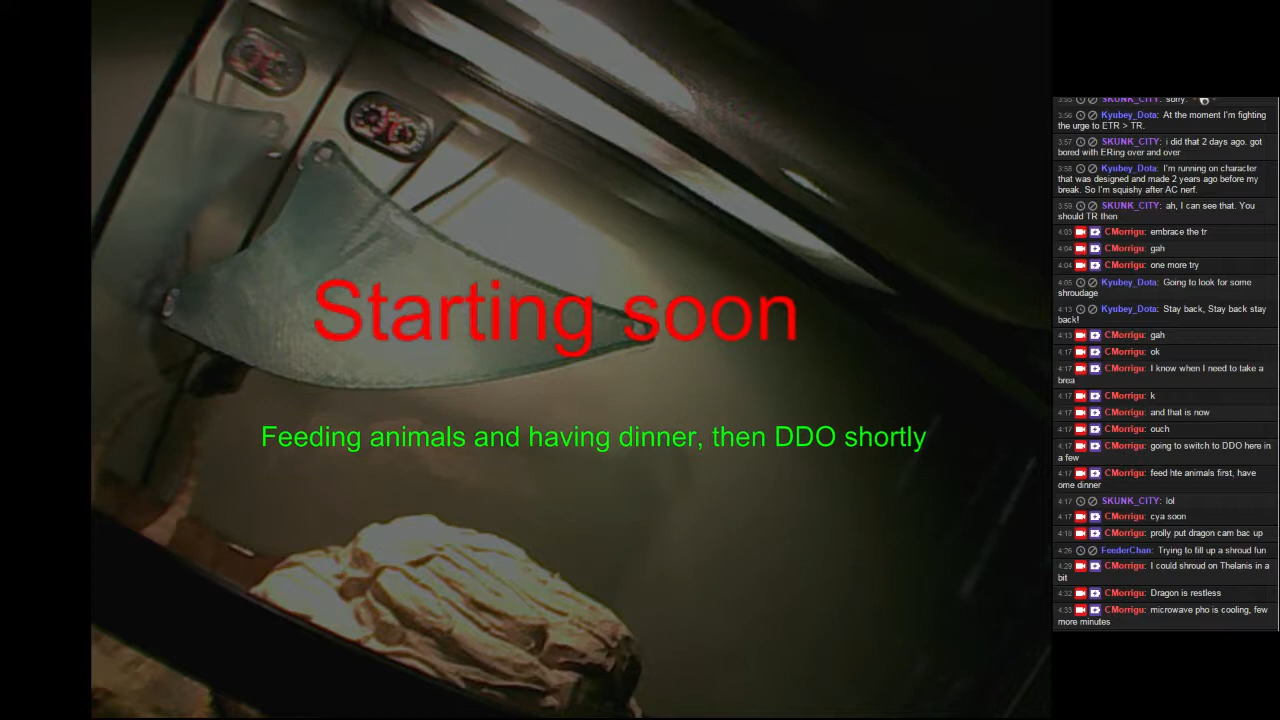 Starting soon
Feeding animals and having dinner, then DDO shortly
3:55 SKUNK_CITY: sorry.
3:56 Kyubey_Dota: At the moment I'm fighting
the urge to ETR > TR.
3:57 SKUNK_CITY: i did that 2 days ago. got
bored with ERing over and over
3:58 Kyubey_Dota: I'm running on character
that was designed and made 2 years ago before my
break. So I'm squishy after AC nerf.
3:59 SKUNK_CITY: ah, I can see that. You
should TR then
4:03 CMorrigu: embrace the tr
4:04 CMorrigu: gah
4:04 CMorrigu: one more try
4:05 Kyubey_Dota: Going to look for some
shroudage
4:13 Kyubey_Dota: Stay back, Stay back stay
back!
4:13 CMorrigu: gah
4:17 CMorrigu: ok
4:17 CMorrigu: I know when I need to take a
brea
4:17 CMorrigu: k
4:17 CMorrigu: and that is now
4:17 CMorrigu: ouch
4:17 CMorrigu: going to switch to DDO here in
a few
4:17 CMorrigu: feed hte animals first, have
ome dinner
4:17 SKUNK_CITY: lol
4:17 CMorrigu: cya soon
4:18 CMorrigu: prolly put dragon cam bac up
4:26 FeederChan: Trying to fill up a shroud fun
4:29 CMorrigu: I could shroud on Thelanis in a
bit
4:32 CMorrigu: Dragon is restless
4:33 CMorrigu: microwave pho is cooling, few
more minutes